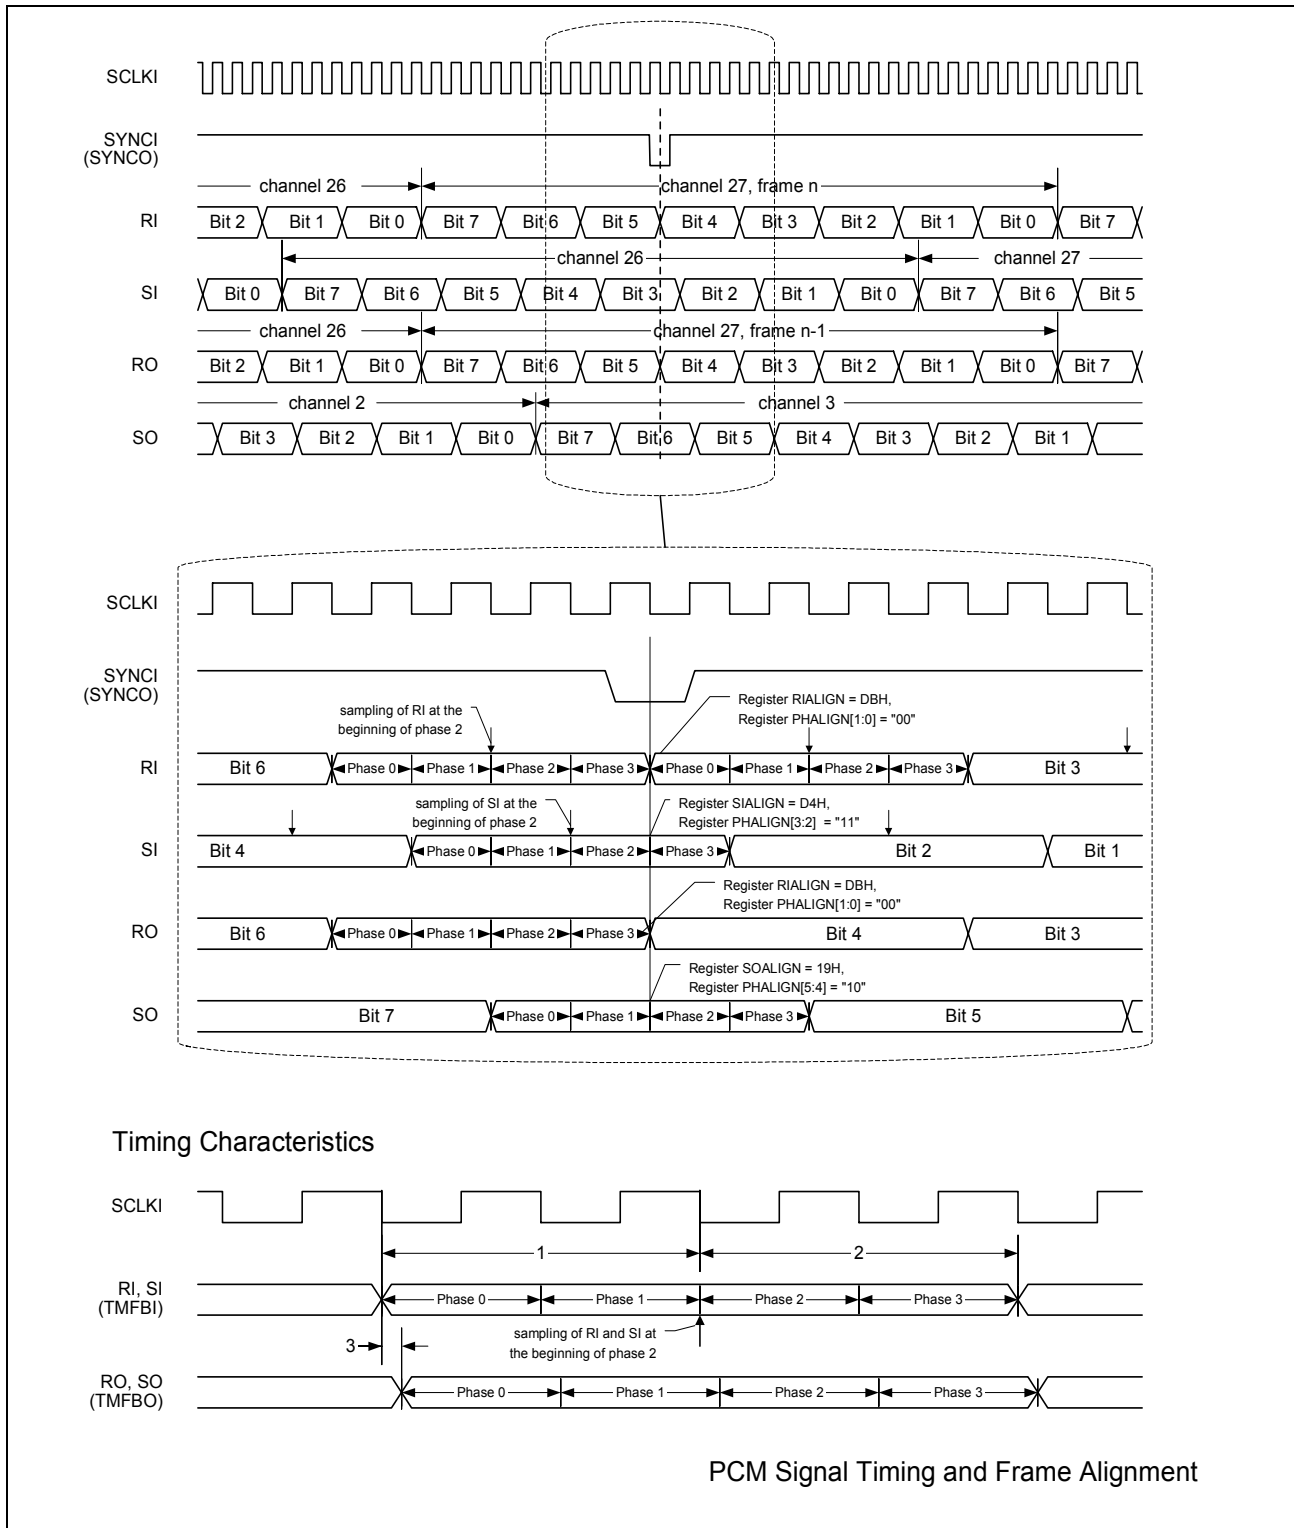 SCLKI
SYNCI
(SYNCO)
channel 26 channel 27, frame n
RI Bit 2 Bit 1 Bit 0 Bit 7 Bit 6 Bit 5 Bit 4 Bit 3 Bit 2 Bit 1 Bit 0 Bit 7
channel 26 channel 27
SI Bit 0 Bit 7 Bit 6 Bit 5 Bit 4 Bit 3 Bit 2 Bit 1 Bit 0 Bit 7 Bit 6 Bit 5
channel 26 channel 27, frame n-1
RO Bit 2 Bit 1 Bit 0 Bit 7 Bit 6 Bit 5 Bit 4 Bit 3 Bit 2 Bit 1 Bit 0 Bit 7
channel 2 channel 3
SO Bit 3 Bit 2 Bit 1 Bit 0 Bit 7 Bit 6 Bit 5 Bit 4 Bit 3 Bit 2 Bit 1
SCLKI
SYNCI
(SYNCO)
sampling of RI at the
beginning of phase 2
Register RIALIGN = DBH,
Register PHALIGN[1:0] = "00"
RI Bit 6 Phase 0 Phase 1 Phase 2 Phase 3 Phase 0 Phase 1 Phase 2 Phase 3 Bit 3
sampling of SI at the
beginning of phase 2
Register SIALIGN = D4H,
Register PHALIGN[3:2] = "11"
SI Bit 4 Phase 0 Phase 1 Phase 2 Phase 3 Bit 2 Bit 1
Register RIALIGN = DBH,
Register PHALIGN[1:0] = "00"
RO Bit 6 Phase 0 Phase 1 Phase 2 Phase 3 Bit 4 Bit 3
Register SOALIGN = 19H,
Register PHALIGN[5:4] = "10"
SO Bit 7 Phase 0 Phase 1 Phase 2 Phase 3 Bit 5
Timing Characteristics
SCLKI
1 2
RI, SI
(TMFBI)
Phase 0 Phase 1 Phase 2 Phase 3
sampling of RI and SI at
the beginning of phase 2
3
RO, SO
(TMFBO)
Phase 0 Phase 1 Phase 2 Phase 3
PCM Signal Timing and Frame Alignment